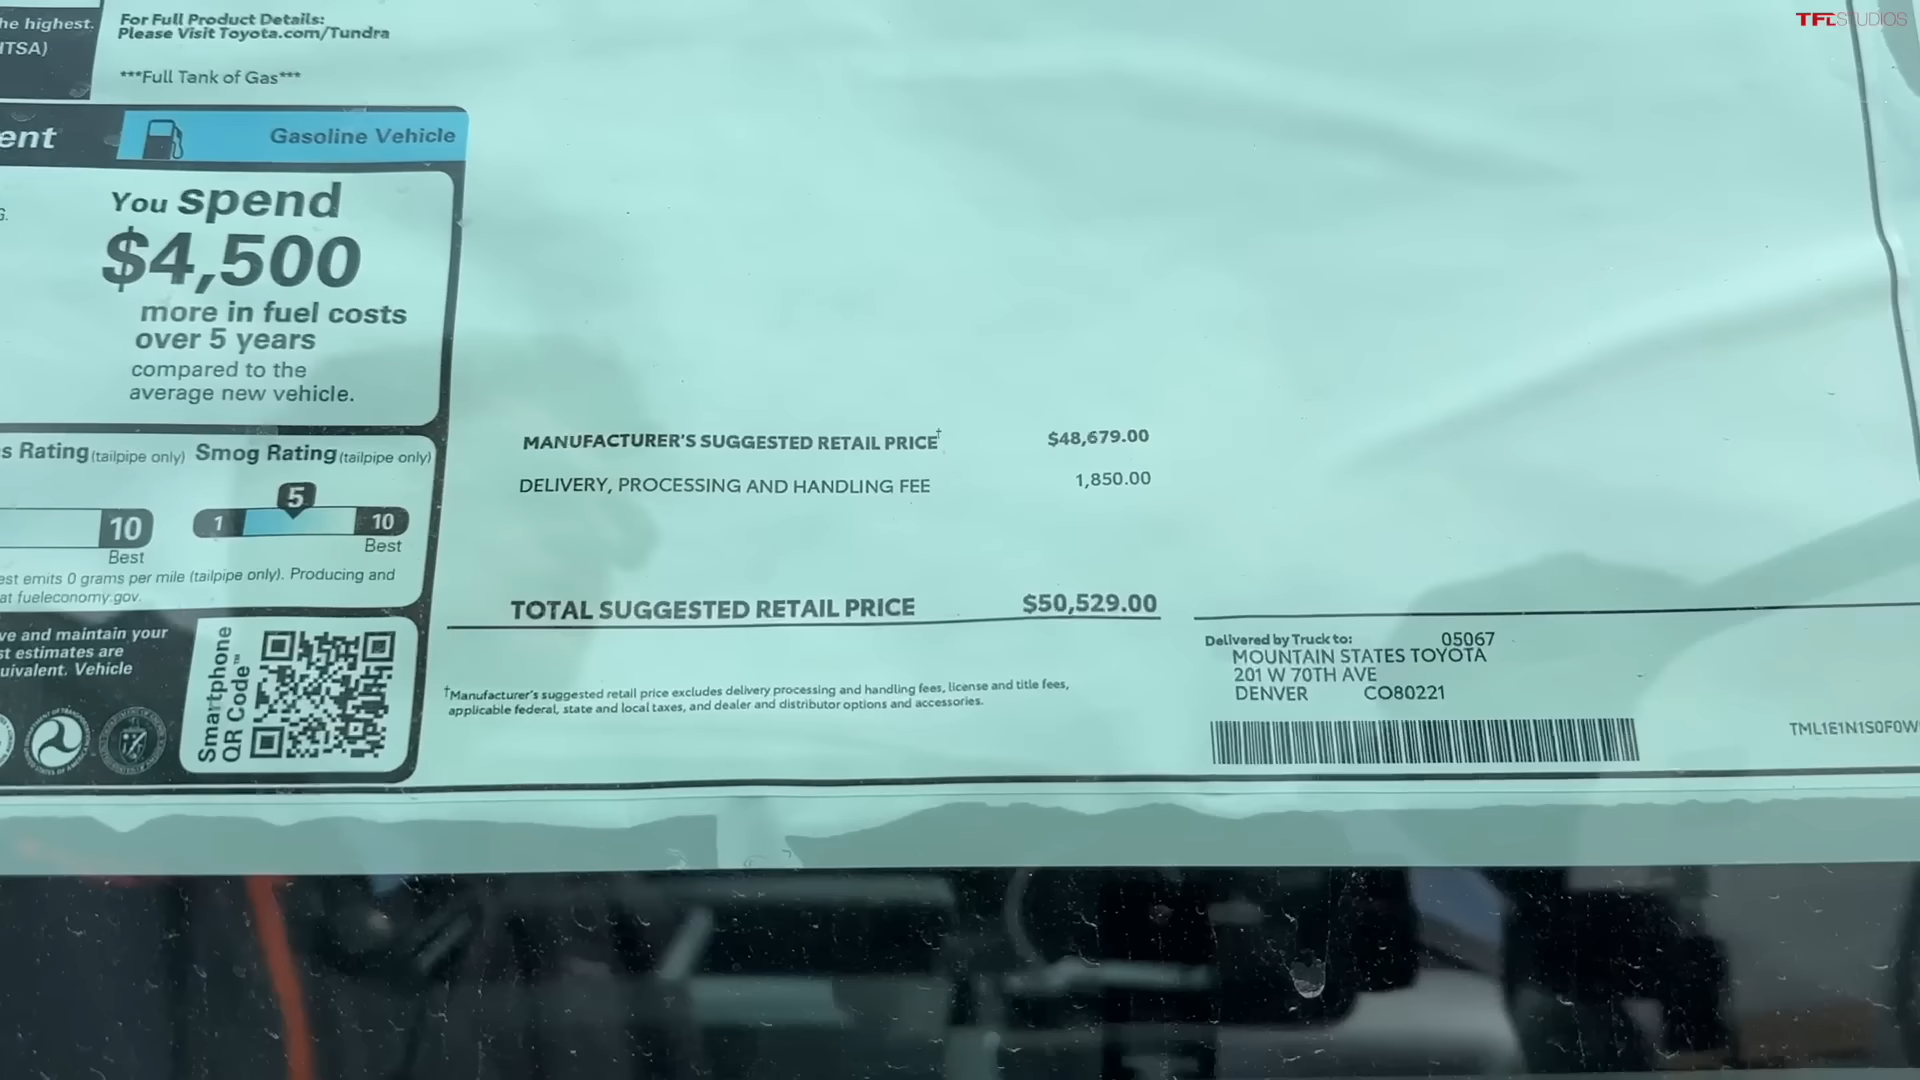 TFLSTUDIOS
he highest.
ITSA)
For Full Product Details:
Please Visit Toyota.com/Tundra
***Full Tank of Gas***
ent
Gasoline Vehicle
G.
You spend
$4,500
more in fuel costs
over 5 years
compared to the
average new vehicle.
s Rating (tailpipe only)
Smog Rating (tailpipe only)
10
Best
5
1
10
Best
est emits 0 grams per mile (tailpipe only). Producing and
at fueleconomy.gov.
ve and maintain your
st estimates are
uivalent. Vehicle
Smartphone
QR Code™
MANUFACTURER'S SUGGESTED RETAIL PRICE† $48,679.00
DELIVERY, PROCESSING AND HANDLING FEE 1,850.00
TOTAL SUGGESTED RETAIL PRICE $50,529.00
†Manufacturer's suggested retail price excludes delivery processing and handling fees, license and title fees,
applicable federal, state and local taxes, and dealer and distributor options and accessories.
Delivered by Truck to: 05067
MOUNTAIN STATES TOYOTA
201 W 70TH AVE
DENVER CO80221
TML1E1N1S0F0W